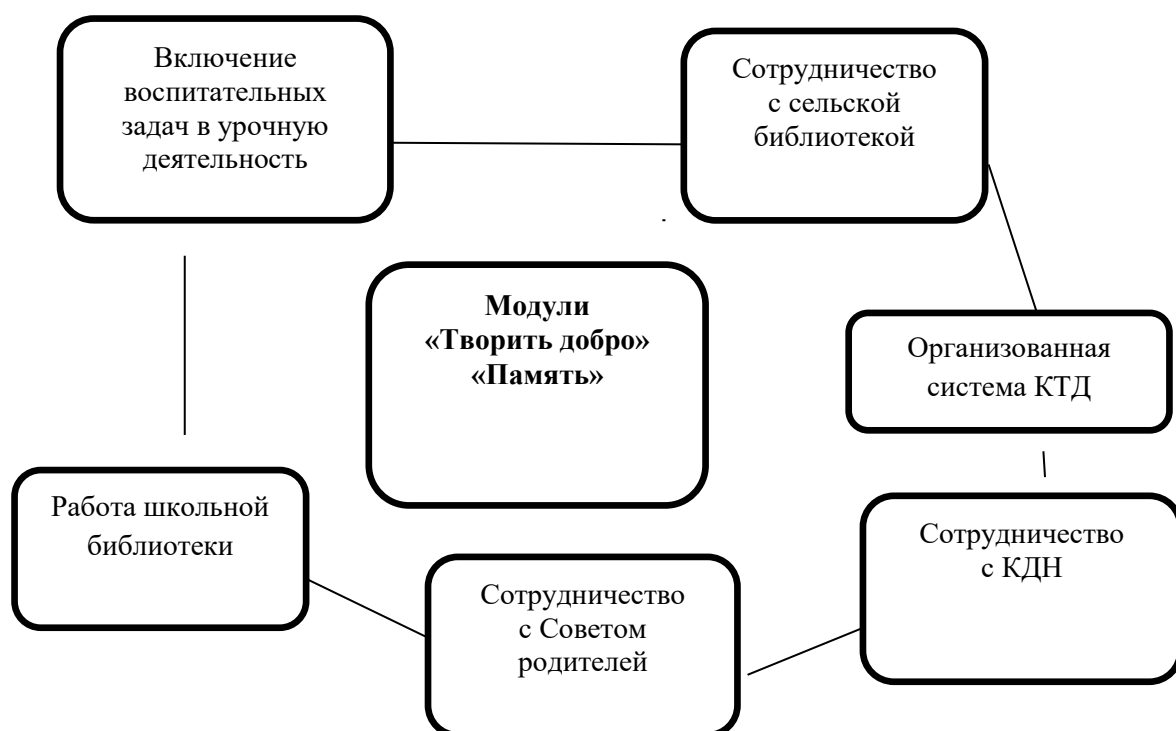 Включение
воспитательных
задач в урочную
деятельность
Сотрудничество
с сельской
библиотекой
Модули
«Творить добро»
«Память»
Организованная
система КТД
Работа школьной
библиотеки
Сотрудничество
с Советом
родителей
Сотрудничество
с КДН